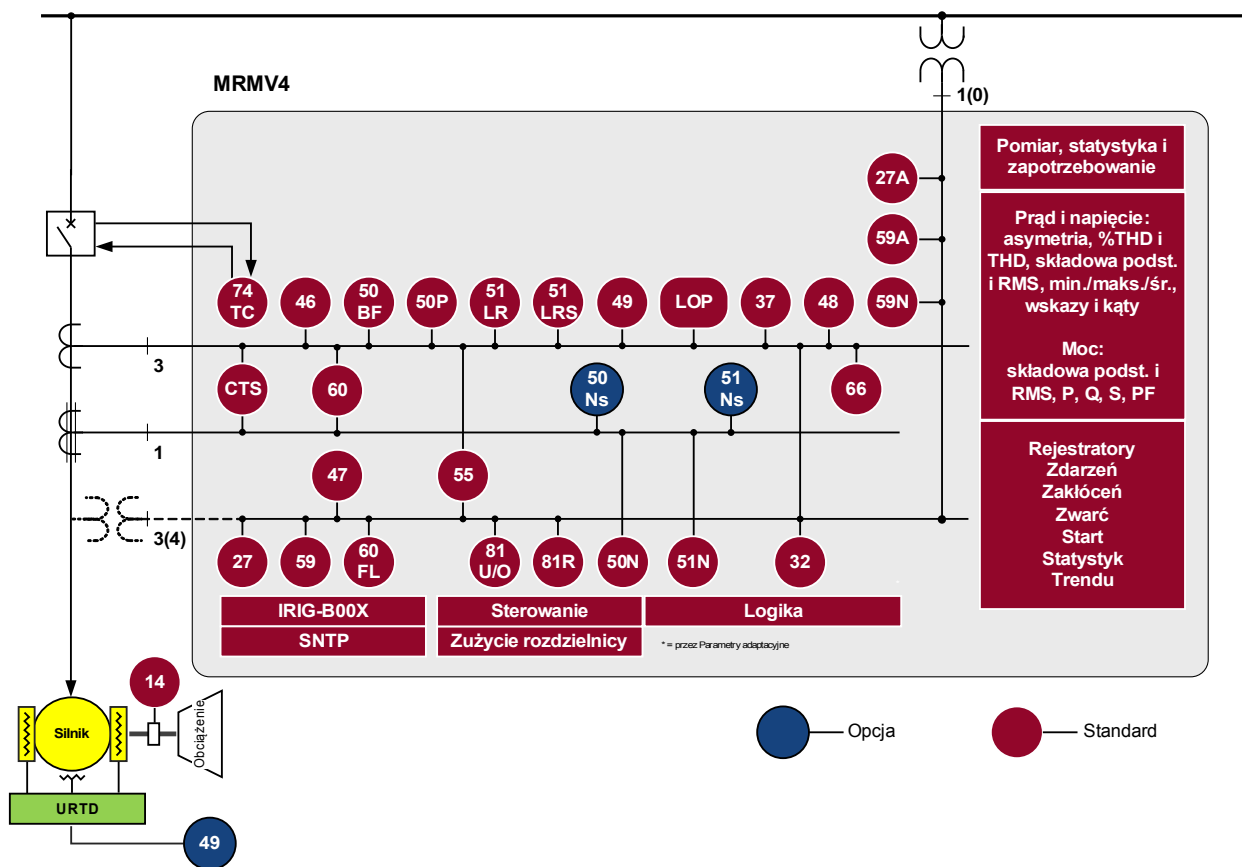 MRMV4
1(0)
27A
59A
59N
74
TC
46
50
BF
50P
51
LR
51
LRS
49
LOP
37
48
3
CTS
60
50
Ns
51
Ns
66
1
47
55
3(4)
27
59
60
FL
81
U/O
81R
50N
51N
32
IRIG-B00X
Sterowanie
Logika
SNTP
Zużycie rozdzielnicy
* = przez Parametry adaptacyjne
Pomiar, statystyka i
zapotrzebowanie
Prąd i napięcie:
asymetria, %THD i
THD, składowa podst.
i RMS, min./maks./śr.,
wskazy i kąty
Moc:
składowa podst. i
RMS, P, Q, S, PF
Rejestratory
Zdarzeń
Zakłóceń
Zwarć
Start
Statystyk
Trendu
14
Silnik
Obciążenie
URTD
49
Opcja
Standard